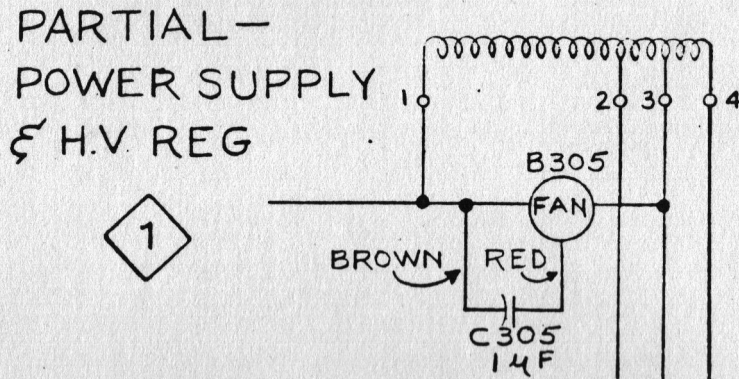 PARTIAL—
POWER SUPPLY
& H.V. REG
1
1 2 3 4
B305
FAN
BROWN RED
C305
1µF